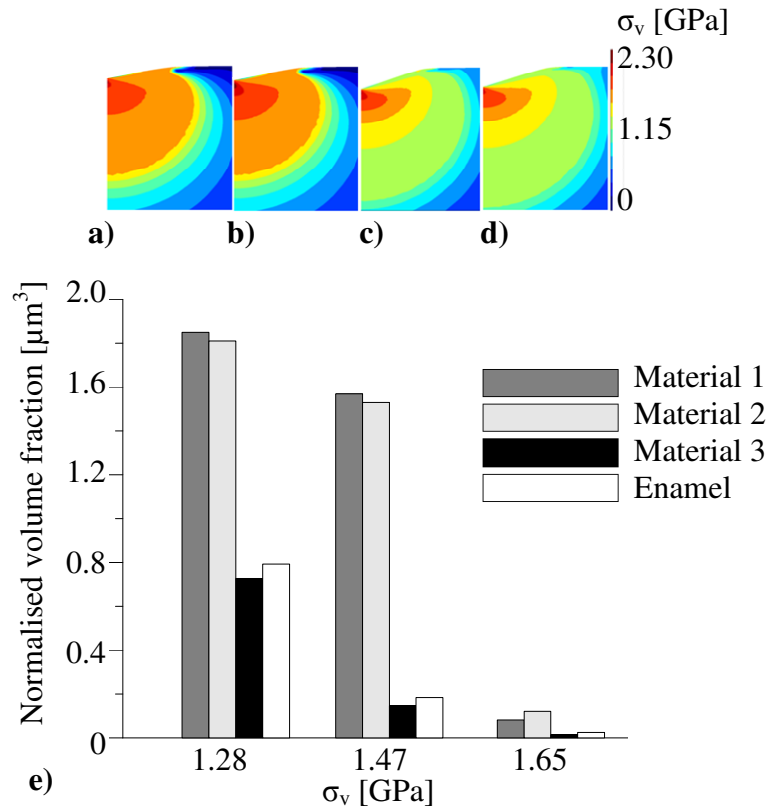 σv [GPa]
2.30
1.15
0
a)
b)
c)
d)
Normalised volume fraction [μm³]
2.0
1.6
1.2
0.8
0.4
0
Material 1
Material 2
Material 3
Enamel
1.28
1.47
1.65
σv [GPa]
e)